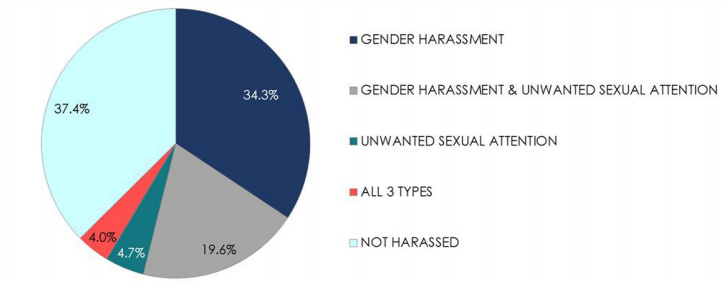 GENDER HARASSMENT
34.3%
GENDER HARASSMENT & UNWANTED SEXUAL ATTENTION
37.4%
UNWANTED SEXUAL ATTENTION
ALL 3 TYPES
4.0%
4.7%
19.6%
NOT HARASSED